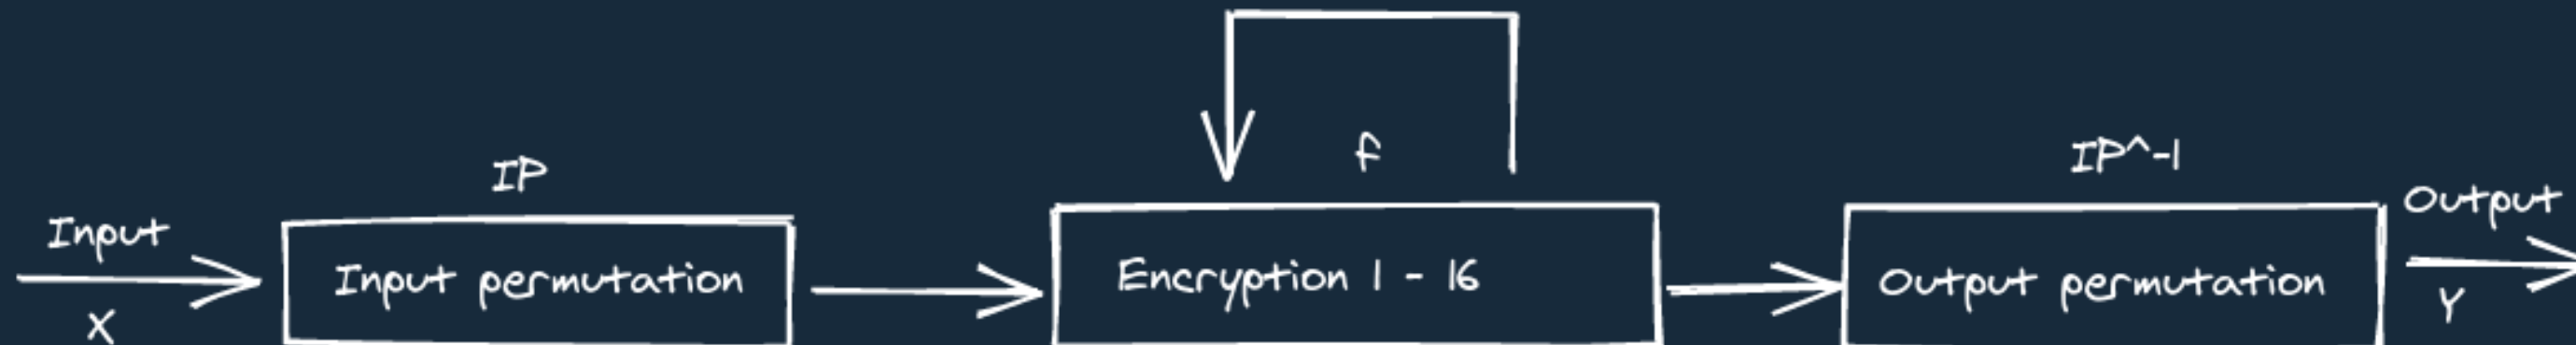 Input
X
IP
Input permutation
f
Encryption 1 - 16
IP^-1
Output permutation
Output
Y